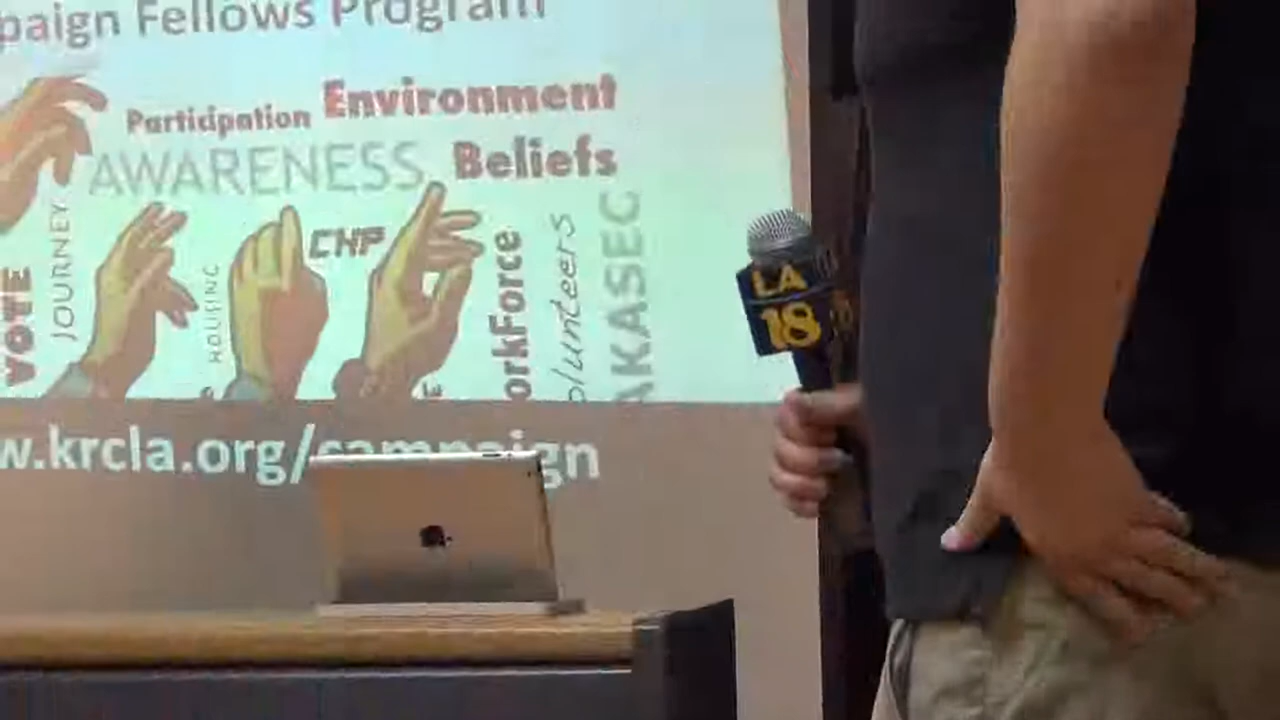 paign Fellows Program
Participation Environment
AWARENESS Beliefs
VOTE
JOURNEY
HOUSING
CHP
orkForce
olunteers
AKASEC
w.krcla.org/campaign
LA
18